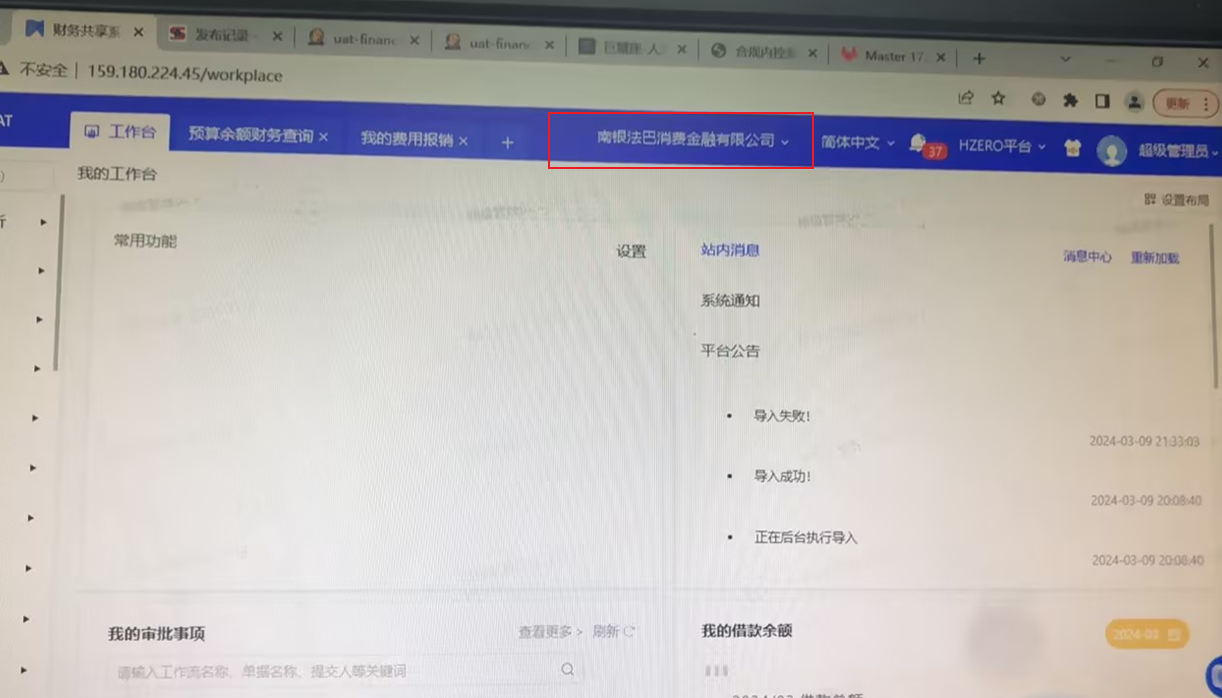 财务共享系
发布记录
uat-financ
uat-financ
Master 17.
更新
不安全 | 159.180.224.45/workplace
AT
工作台
预算余额财务查询
我的费用报销
南银法巴消费金融有限公司
简体中文
37
HZERO平台
超级管理员
我的工作台
设置布局
常用功能
设置
站内消息
消息中心
重新加载
系统通知
平台公告
导入失败!
2024-03-09 21:33:03
导入成功!
2024-03-09 20:08:40
正在后台执行导入
2024-03-09 20:08:40
我的审批事项
查看更多>
刷新
我的借款余额
2024-03
请输入工作流名称、单据名称、提交人等关键词